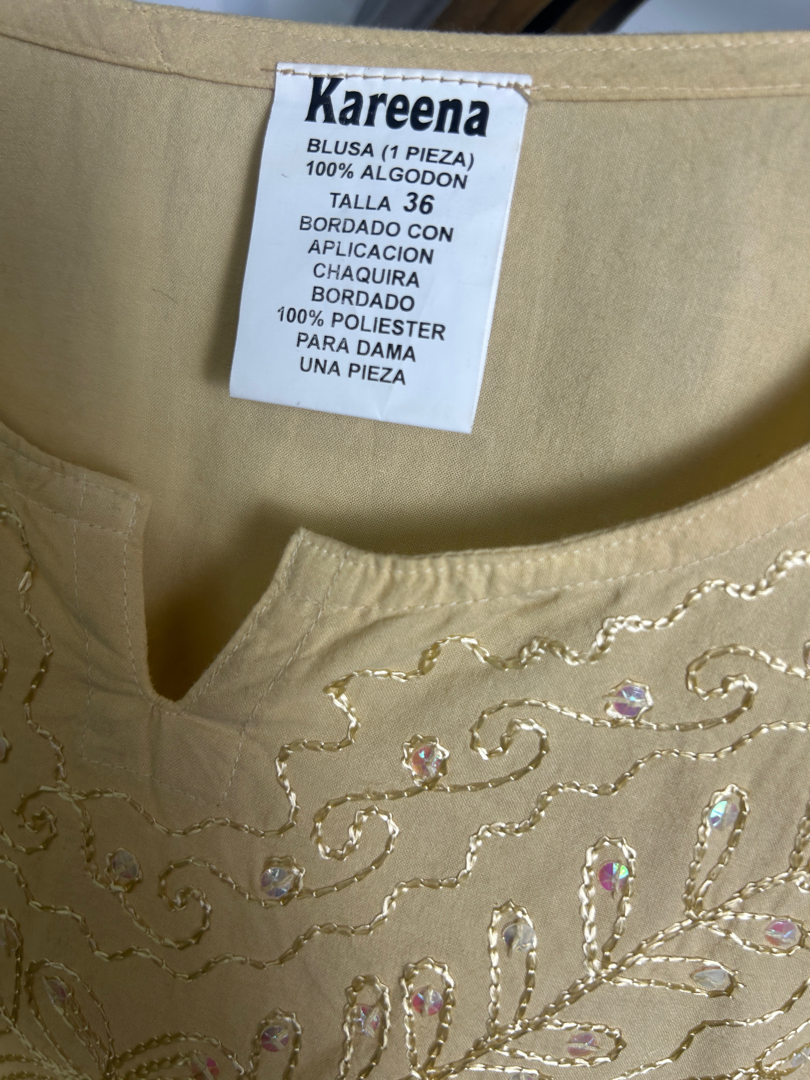 Kareena
BLUSA (1 PIEZA)
100% ALGODON
TALLA 36
BORDADO CON
APLICACION
CHAQUIRA
BORDADO
100% POLIESTER
PARA DAMA
UNA PIEZA